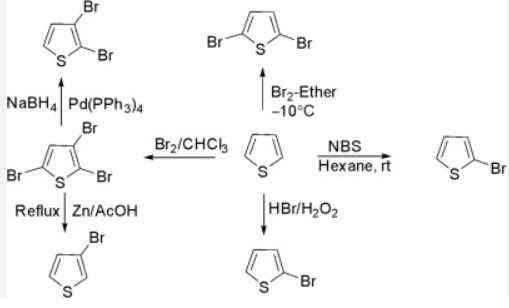 Br
Br
S
Br
S
Br
NaBH₄ Pd(PPh₃)₄
Br₂-Ether
−10°C
Br
Br
S
Br
Br₂/CHCl₃
S
NBS
Hexane, rt
S
Br
Reflux Zn/AcOH
HBr/H₂O₂
Br
S
S
Br